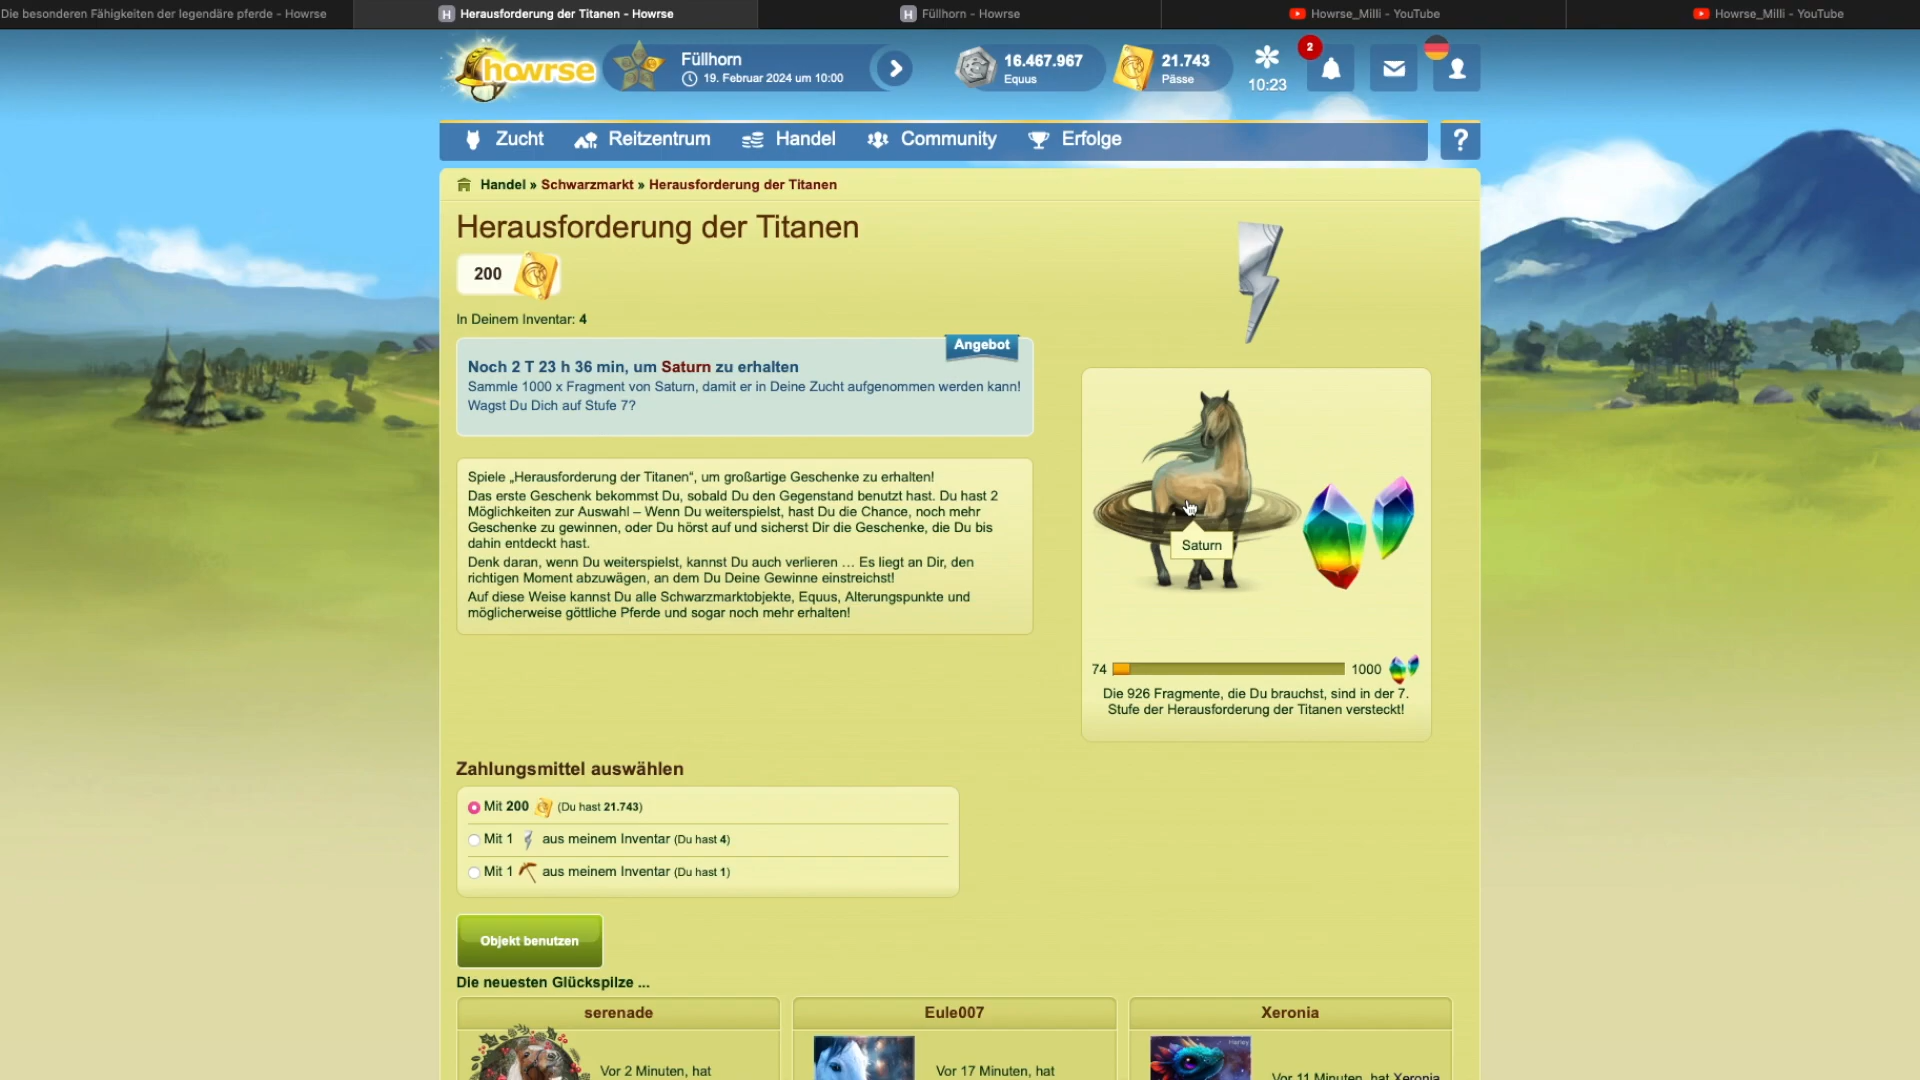 Die besonderen Fähigkeiten der legendäre pferde - Howrse
H Herausforderung der Titanen - Howrse
H Füllhorn - Howrse
Howrse_Milli - YouTube
Howrse_Milli - YouTube
howrse
Füllhorn
19. Februar 2024 um 10:00
16.467.967
Equus
21.743
Pässe
10:23
2
Zucht
Reitzentrum
Handel
Community
Erfolge
?
Handel » Schwarzmarkt » Herausforderung der Titanen
Herausforderung der Titanen
200
In Deinem Inventar: 4
Angebot
Noch 2 T 23 h 36 min, um Saturn zu erhalten
Sammle 1000 x Fragment von Saturn, damit er in Deine Zucht aufgenommen werden kann!
Wagst Du Dich auf Stufe 7?
Spiele „Herausforderung der Titanen“, um großartige Geschenke zu erhalten!
Das erste Geschenk bekommst Du, sobald Du den Gegenstand benutzt hast. Du hast 2
Möglichkeiten zur Auswahl – Wenn Du weiterspielst, hast Du die Chance, noch mehr
Geschenke zu gewinnen, oder Du hörst auf und sicherst Dir die Geschenke, die Du bis
dahin entdeckt hast.
Denk daran, wenn Du weiterspielst, kannst Du auch verlieren … Es liegt an Dir, den
richtigen Moment abzuwägen, an dem Du Deine Gewinne einstreichst!
Auf diese Weise kannst Du alle Schwarzmarktobjekte, Equus, Alterungspunkte und
möglicherweise göttliche Pferde und sogar noch mehr erhalten!
Saturn
74
1000
Die 926 Fragmente, die Du brauchst, sind in der 7.
Stufe der Herausforderung der Titanen versteckt!
Zahlungsmittel auswählen
Mit 200 (Du hast 21.743)
Mit 1 aus meinem Inventar (Du hast 4)
Mit 1 aus meinem Inventar (Du hast 1)
Objekt benutzen
Die neuesten Glückspilze ...
serenade
Eule007
Xeronia
Vor 2 Minuten, hat
Vor 17 Minuten, hat
Harley
Vor 11 Minuten, hat Xeronia